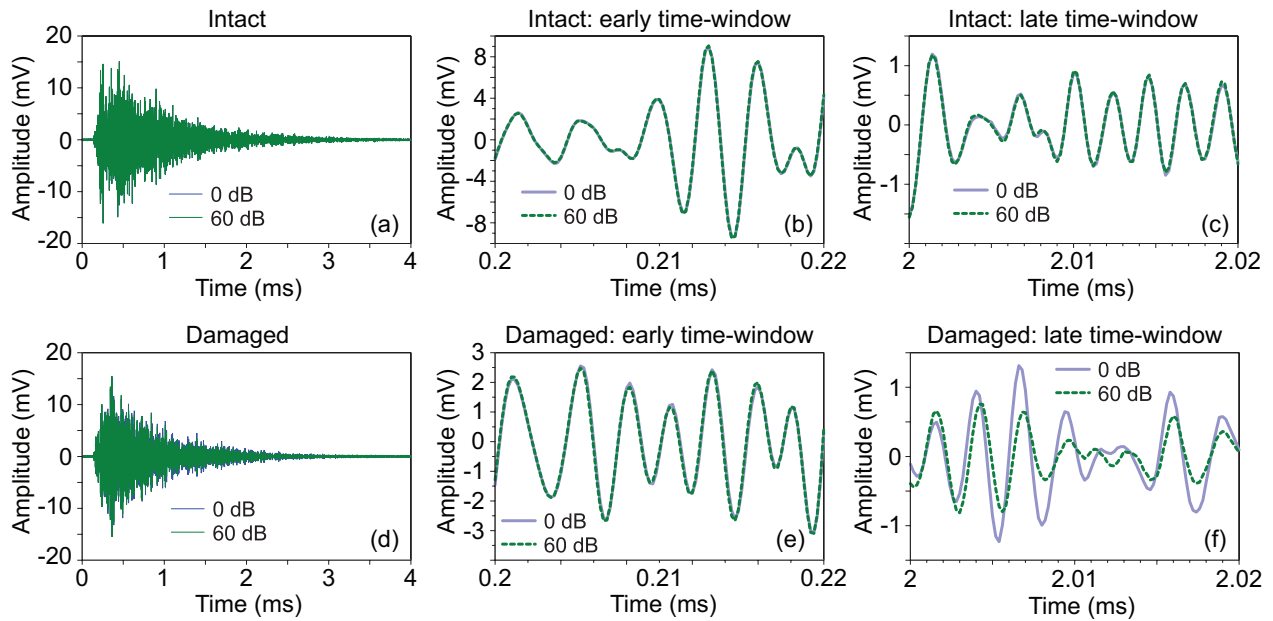 Intact
Amplitude (mV)
20
10
0
-10
-20
0 dB
60 dB
(a)
0
1
2
3
4
Time (ms)
Intact: early time-window
Amplitude (mV)
8
4
0
-4
-8
0 dB
60 dB
(b)
0.2
0.21
0.22
Time (ms)
Intact: late time-window
Amplitude (mV)
1
0
-1
0 dB
60 dB
(c)
2
2.01
2.02
Time (ms)
Damaged
Amplitude (mV)
20
10
0
-10
-20
0 dB
60 dB
(d)
0
1
2
3
4
Time (ms)
Damaged: early time-window
Amplitude (mV)
3
2
1
0
-1
-2
-3
0 dB
60 dB
(e)
0.2
0.21
0.22
Time (ms)
Damaged: late time-window
Amplitude (mV)
1
0
-1
0 dB
60 dB
(f)
2
2.01
2.02
Time (ms)